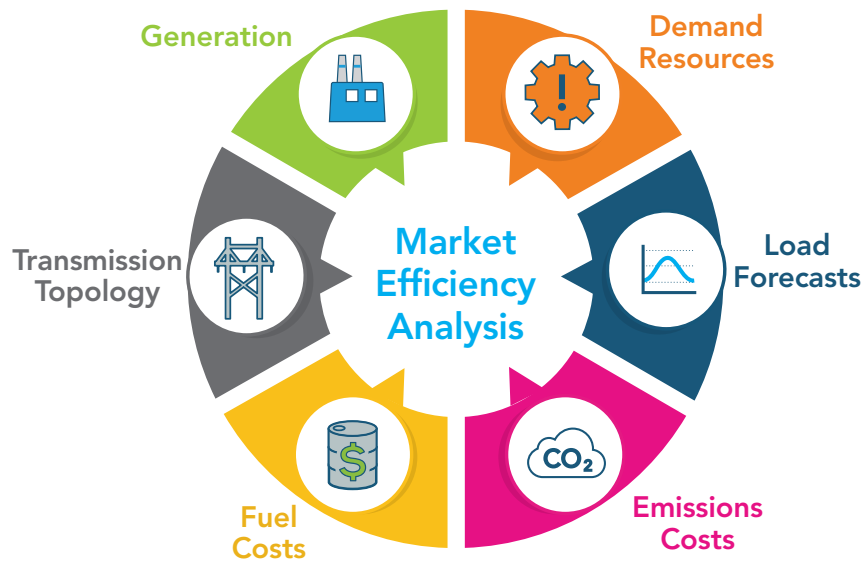 Generation
Demand
Resources
Transmission
Topology
Market
Efficiency
Analysis
Load
Forecasts
$
CO₂
Fuel
Costs
Emissions
Costs
!